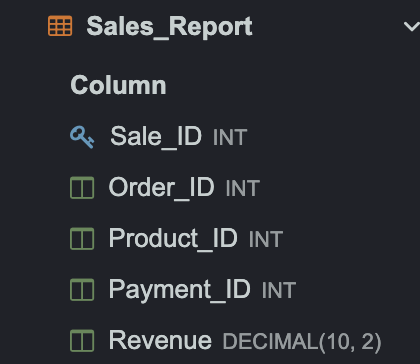 Sales_Report
Column
Sale_ID INT
Order_ID INT
Product_ID INT
Payment_ID INT
Revenue DECIMAL(10, 2)